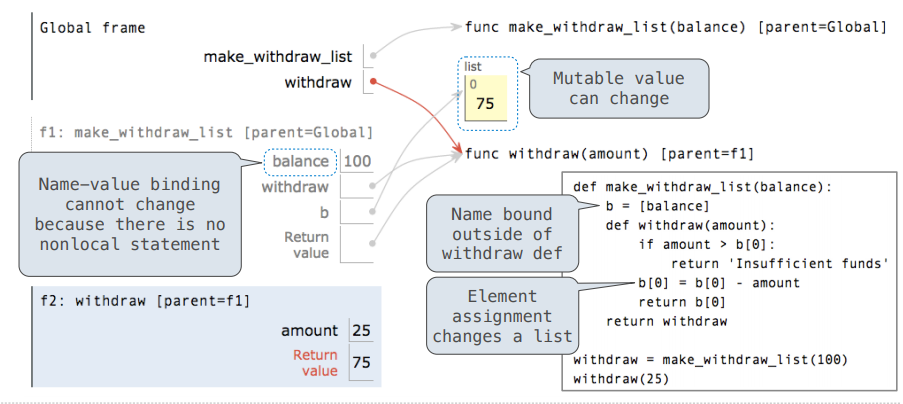 Global frame
make_withdraw_list
withdraw
func make_withdraw_list(balance) [parent=Global]
list
0
75
Mutable value
can change
f1: make_withdraw_list [parent=Global]
balance 100
withdraw
b
Return
value
func withdraw(amount) [parent=f1]
Name-value binding
cannot change
because there is no
nonlocal statement
Name bound
outside of
withdraw def
Element
assignment
changes a list
def make_withdraw_list(balance):
b = [balance]
def withdraw(amount):
if amount > b[0]:
return 'Insufficient funds'
b[0] = b[0] - amount
return b[0]
return withdraw
withdraw = make_withdraw_list(100)
withdraw(25)
f2: withdraw [parent=f1]
amount 25
Return
value 75